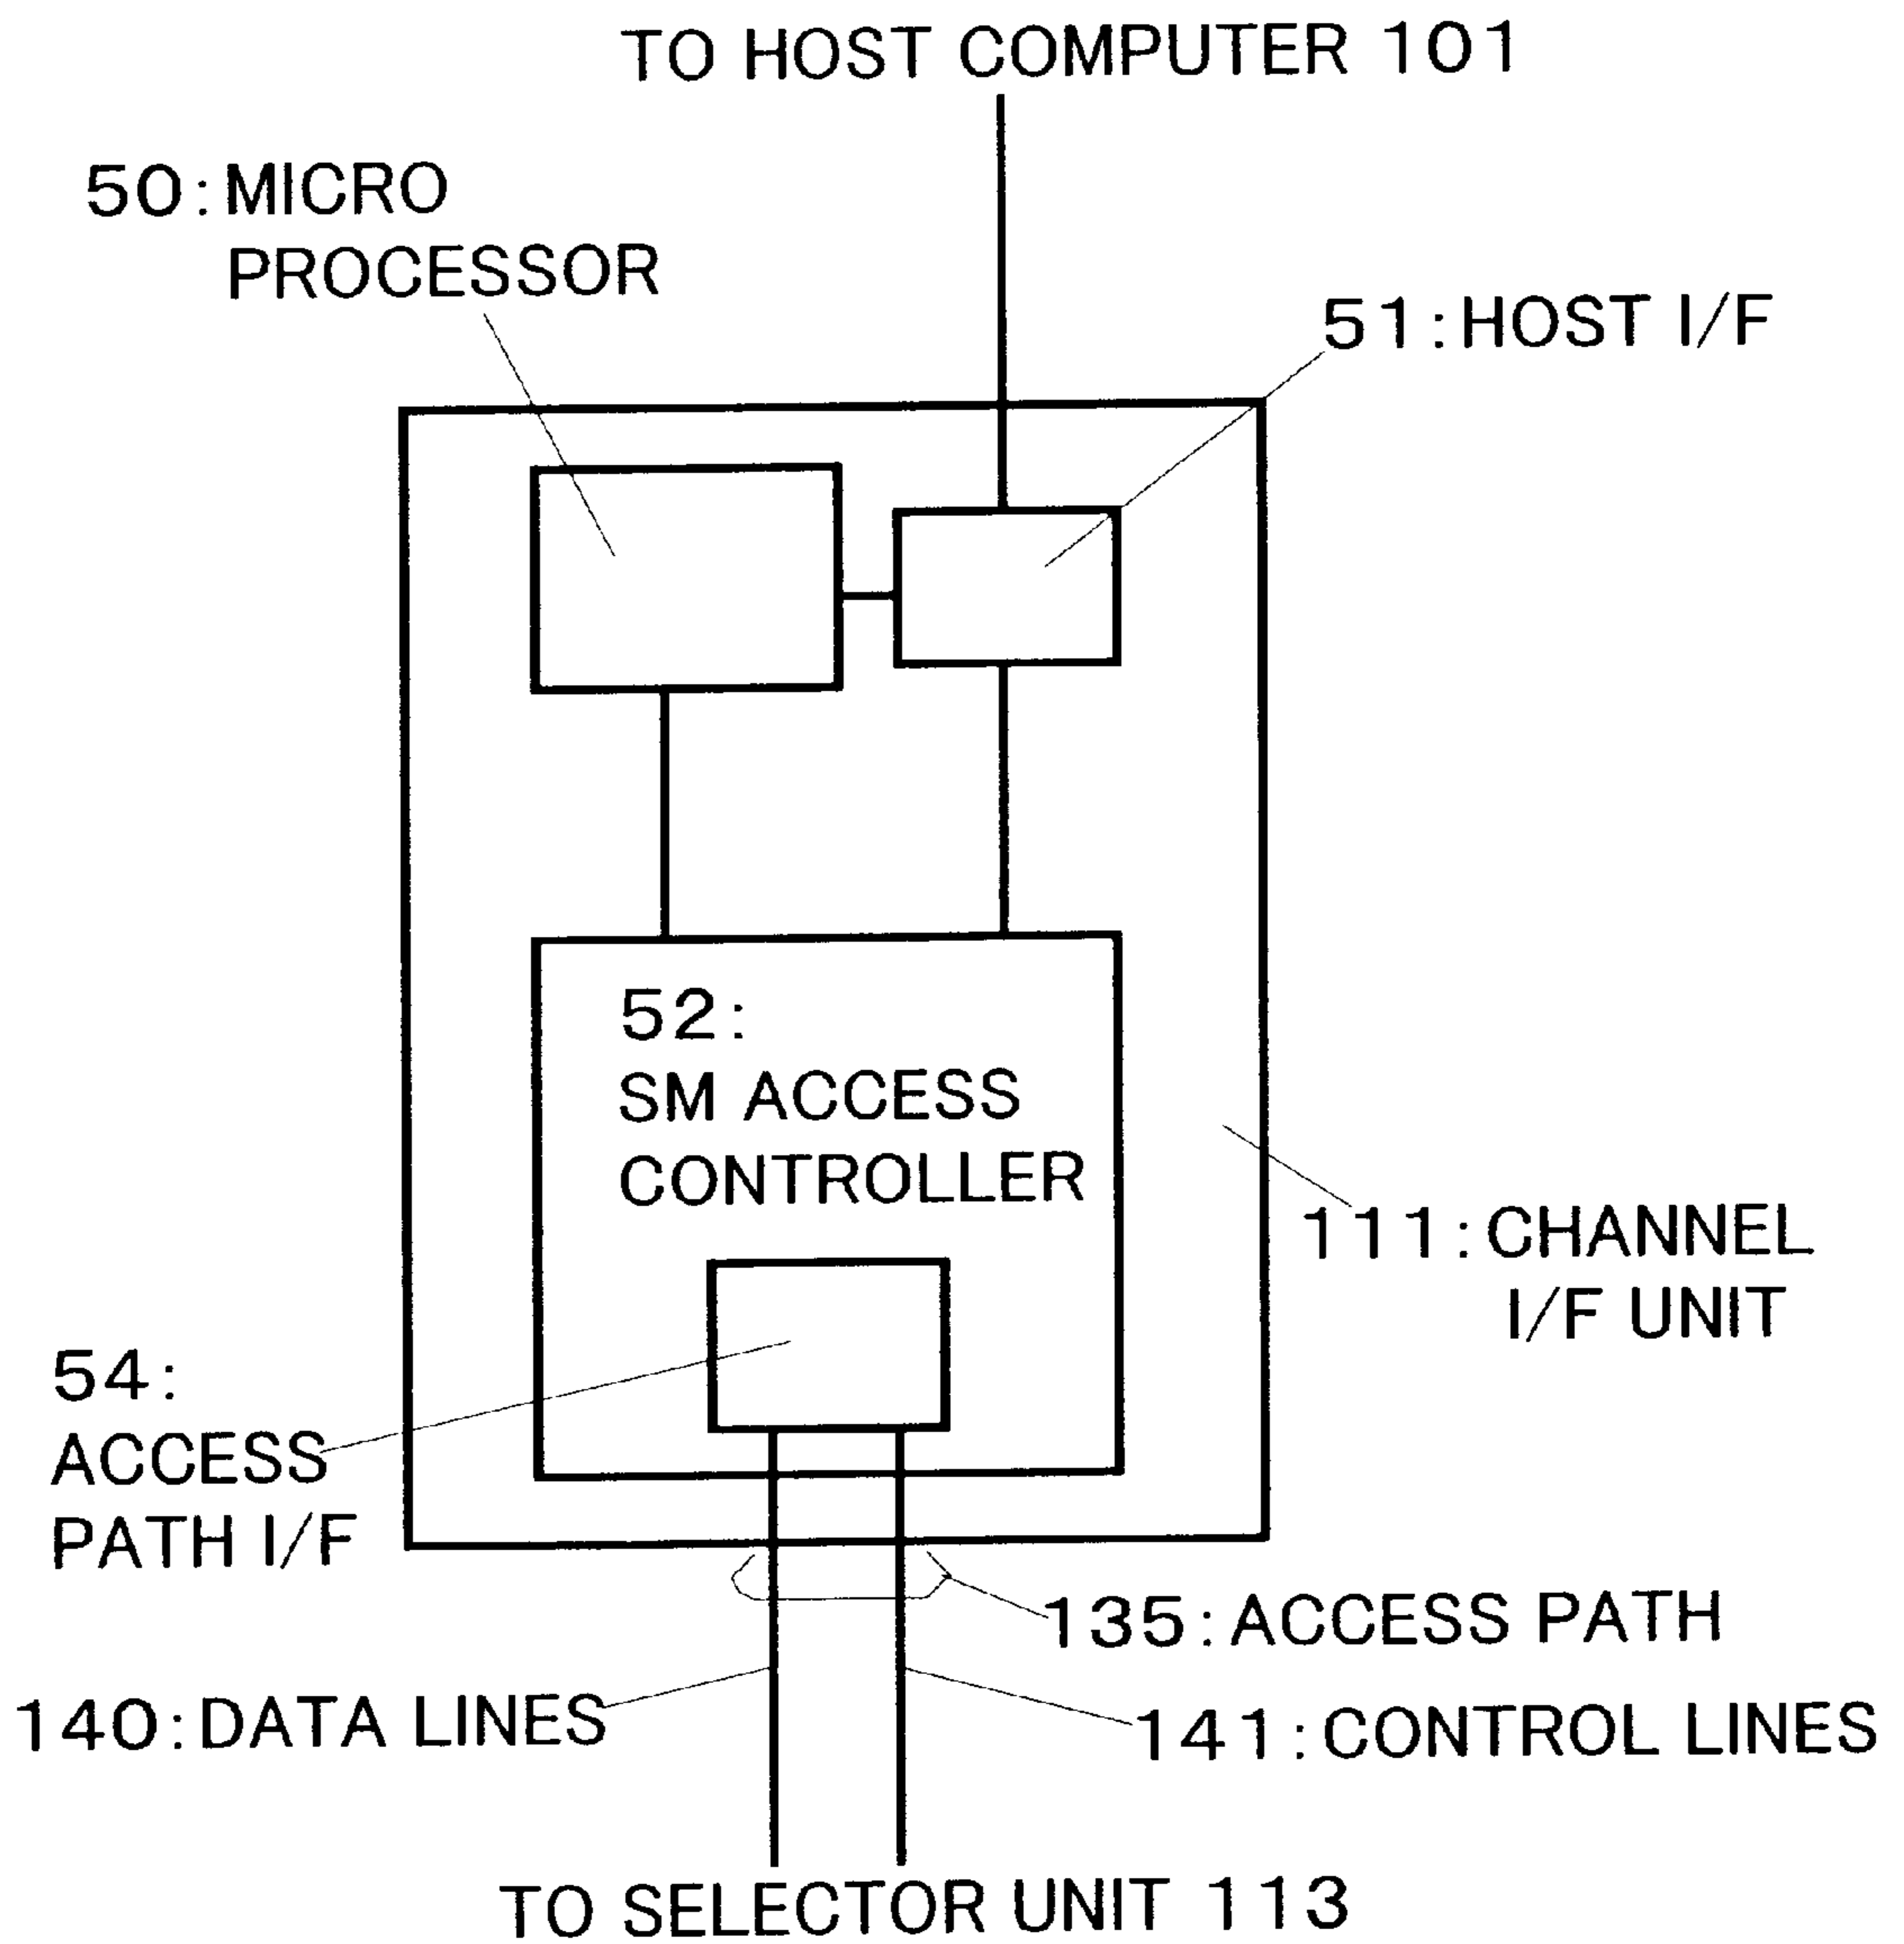 TO HOST COMPUTER 101
50:MICRO
PROCESSOR
51:HOST I/F
52:
SM ACCESS
CONTROLLER
111:CHANNEL
I/F UNIT
54:
ACCESS
PATH I/F
135:ACCESS PATH
140:DATA LINES
141:CONTROL LINES
TO SELECTOR UNIT 113